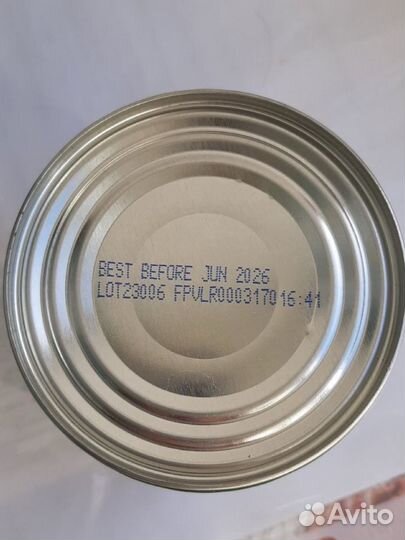 BEST BEFORE JUN 2026
LOT23006 FPVLR000317016:41
Avito